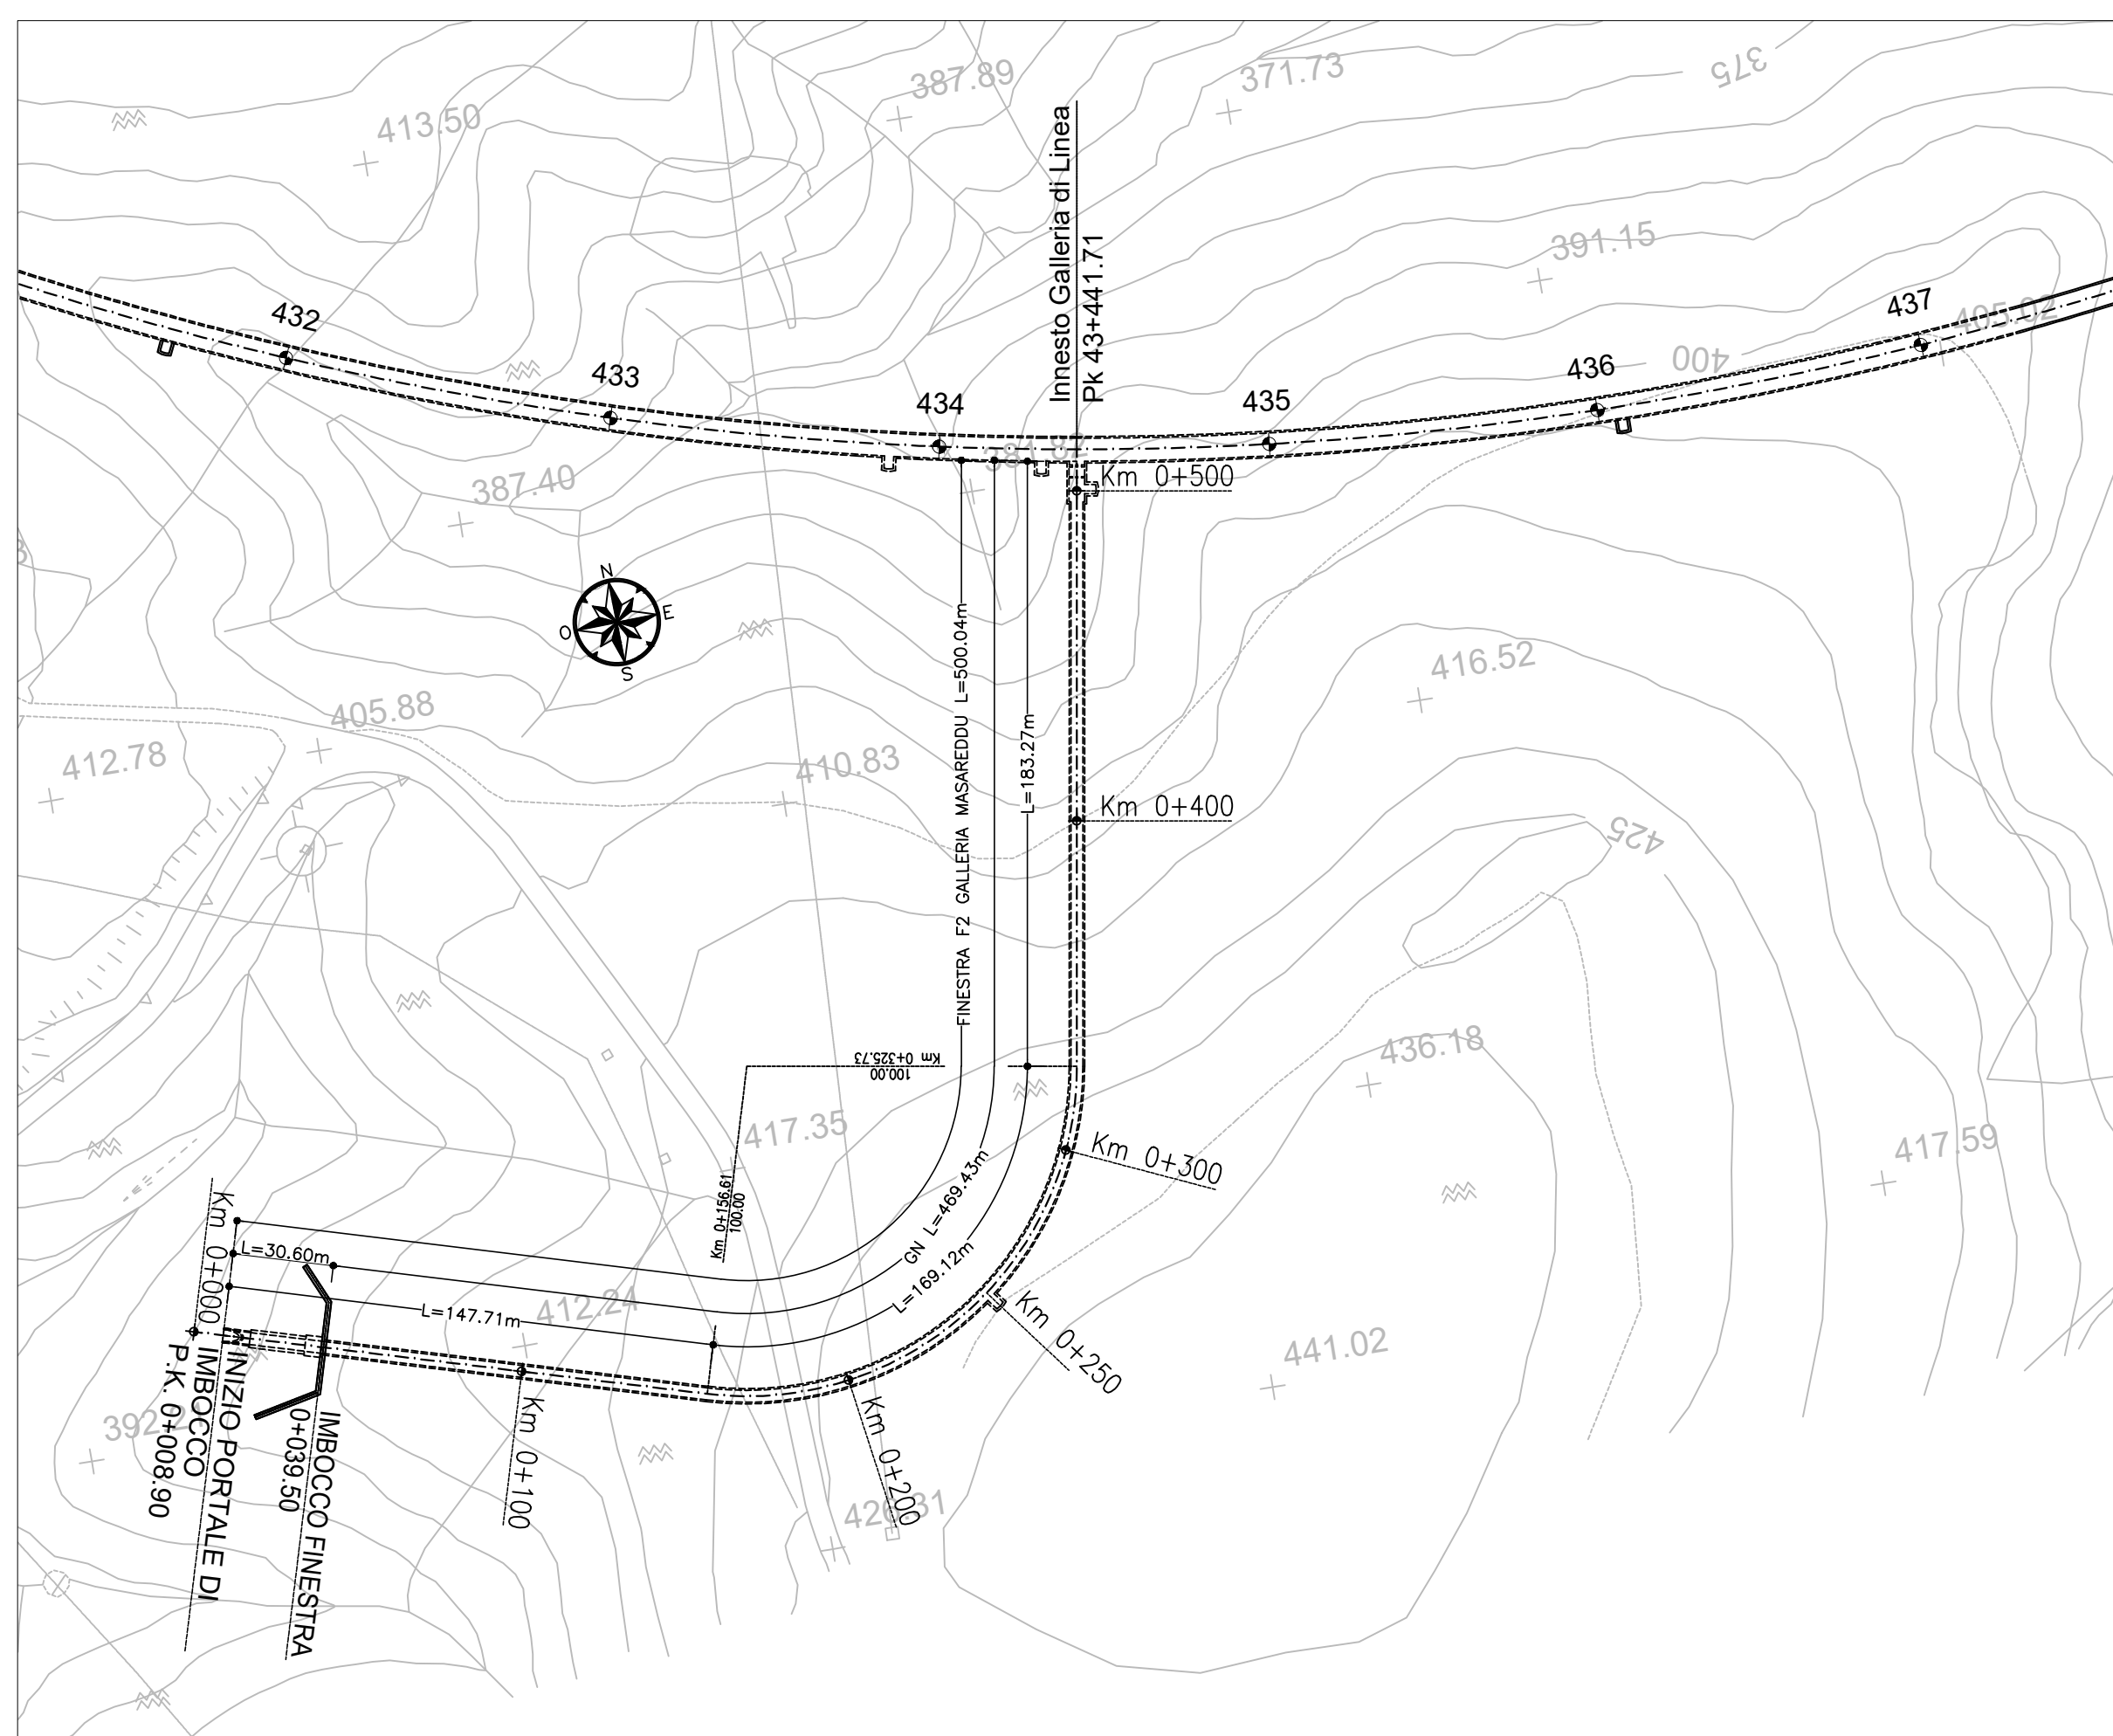 387.89
371.73
375
413.50
Innesto Galleria di Linea
Pk 43+441.71
391.15
432
433
434
435
436
437
405.02
400
381.82
387.40
Km 0+500
N
E
O
S
FINESTRA F2 GALLERIA MASAREDDU L=500.04m
L=183.27m
416.52
405.88
412.78
410.83
Km 0+400
425
436.18
Km 0+325.73
100.00
417.35
417.59
Km 0+300
Km 0+156.61
100.00
GN L=469.43m
L=169.12m
Km 0+000
L=30.60m
L=147.71m
412.24
Km 0+250
441.02
INIZIO PORTALE DI
IMBOCCO
P.K. 0+008.90
IMBOCCO FINESTRA
0+039.50
Km 0+100
Km 0+200